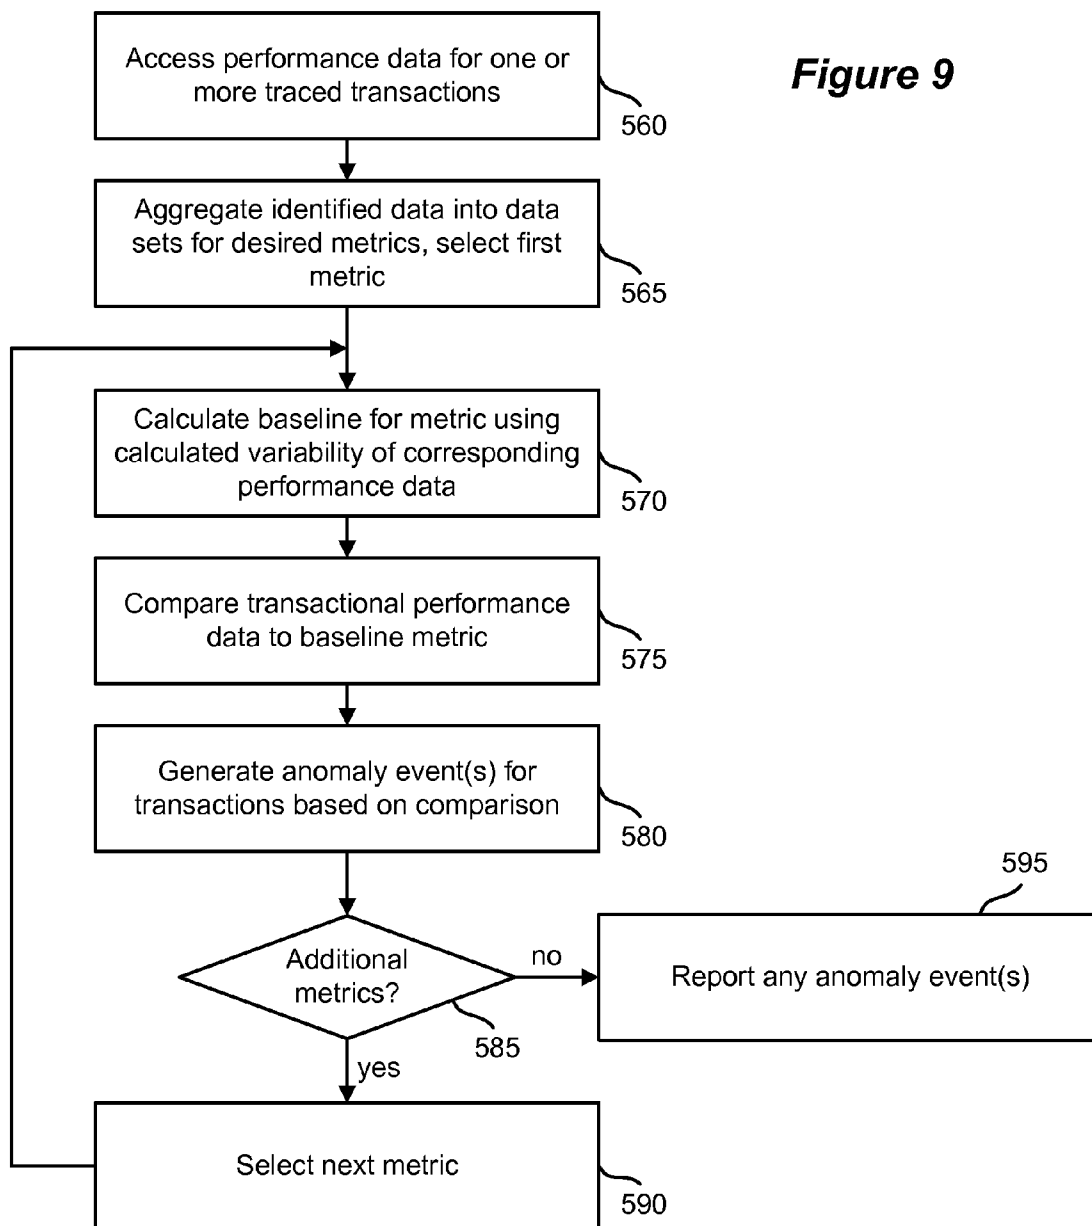 Figure 9
Access performance data for one or
more traced transactions
560
Aggregate identified data into data
sets for desired metrics, select first
metric
565
Calculate baseline for metric using
calculated variability of corresponding
performance data
570
Compare transactional performance
data to baseline metric
575
Generate anomaly event(s) for
transactions based on comparison
580
Additional
metrics?
585
no
595
Report any anomaly event(s)
yes
Select next metric
590